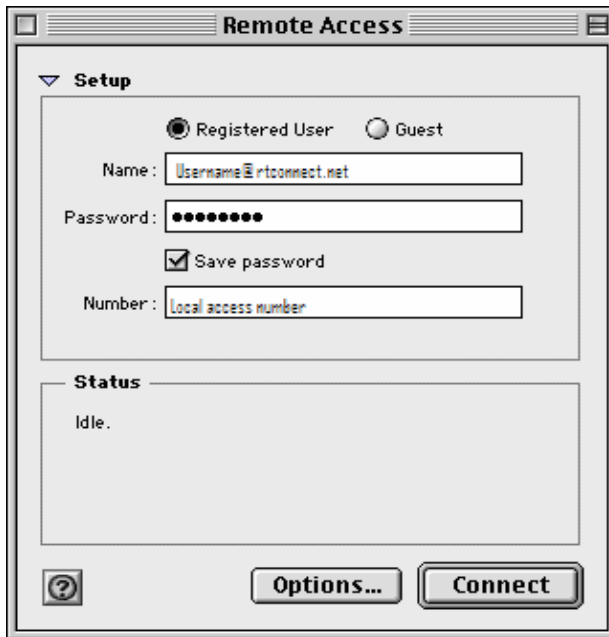 Remote Access
Setup
Registered User Guest
Name: Username@rtconnect.net
Password: ●●●●●●●●
Save password
Number: Local access number
Status
Idle.
? Options... Connect